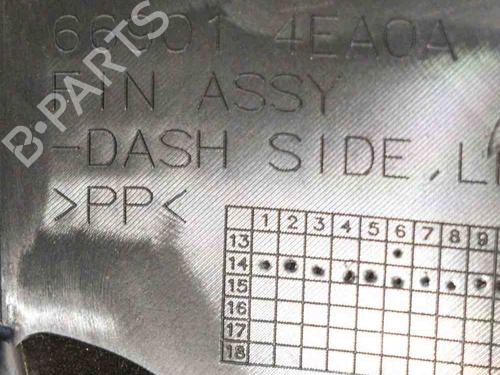 66901 4EA0A
FIN ASSY
-DASH SIDE, L
>PP<
B-PARTS
1 2 3 4 5 6 7 8 9
13
14
15
16
17
18